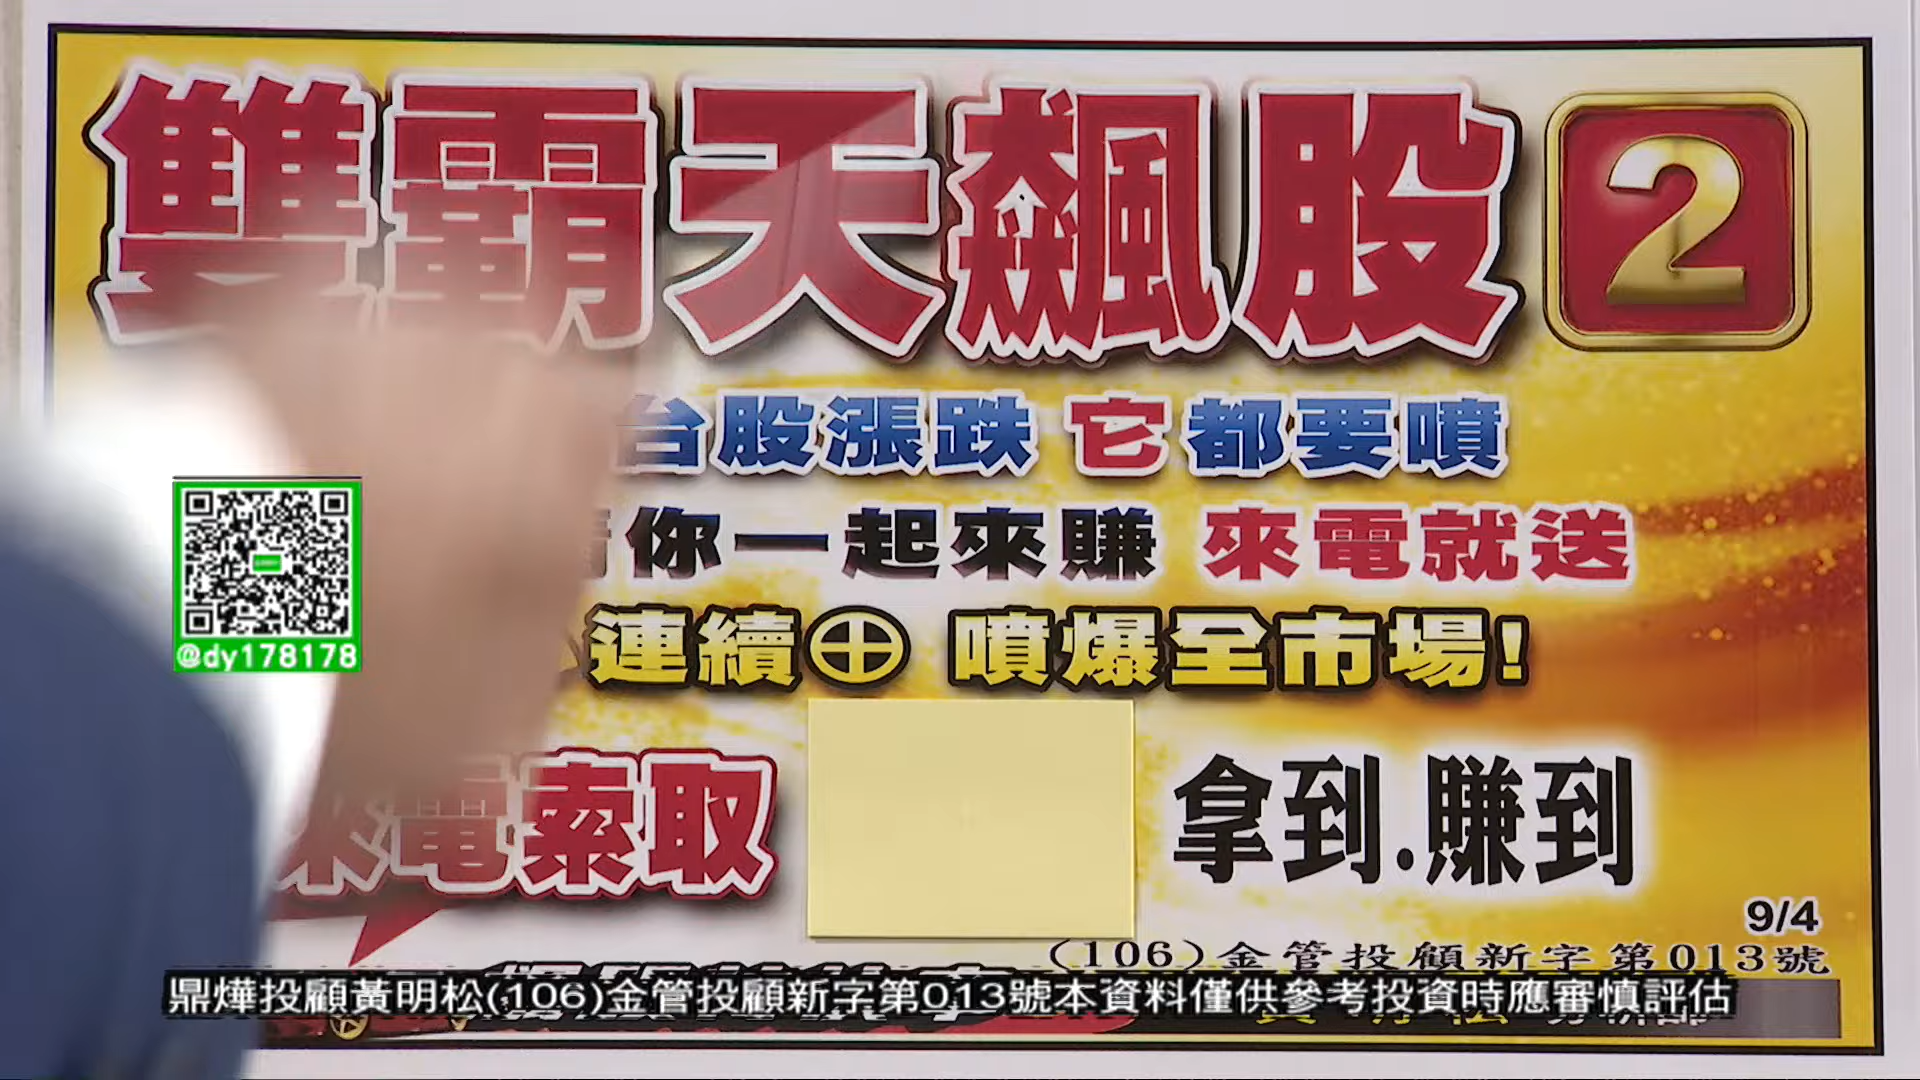 雙霸天飆股 2
台股漲跌 它都要噴
你一起來賺 來電就送
連續⊕ 噴爆全市場!
@dy178178
來電索取 拿到.賺到
9/4
(106)金管投顧新字第013號
鼎燁投顧黃明松(106)金管投顧新字第013號本資料僅供參考投資時應審慎評估